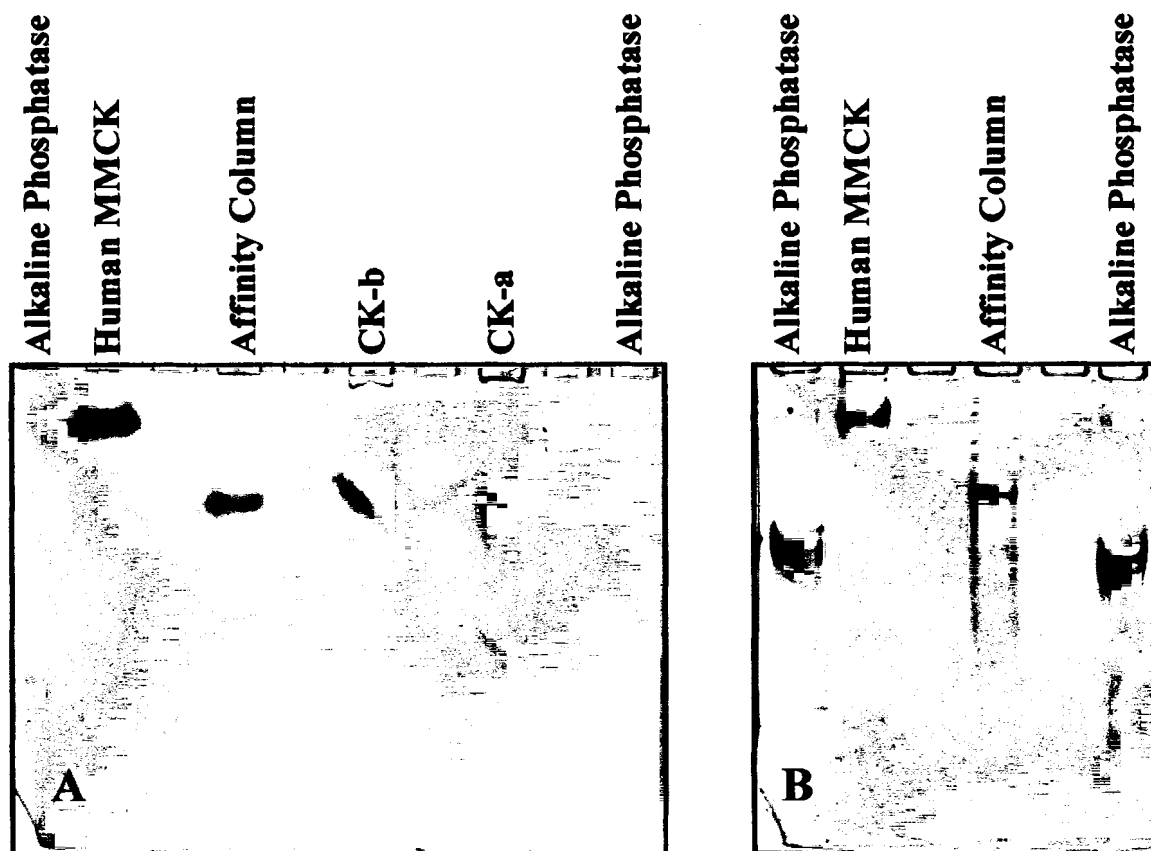 Alkaline Phosphatase
Human MMCK
Affinity Column
CK-b
CK-a
Alkaline Phosphatase
A
Alkaline Phosphatase
Human MMCK
Affinity Column
Alkaline Phosphatase
B